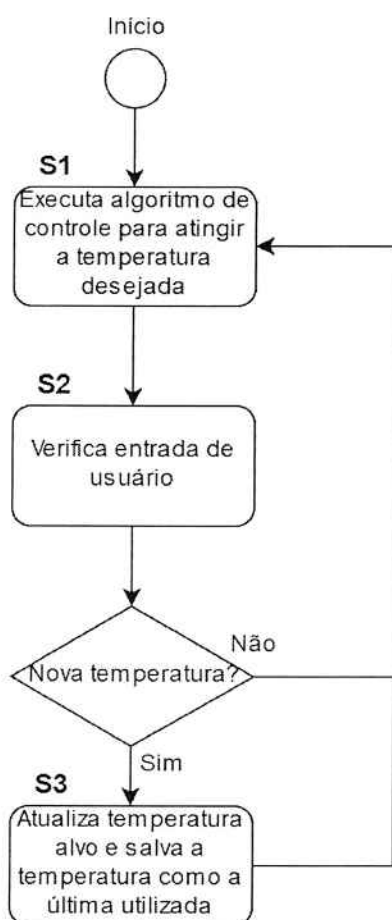 Início
S1
Executa algoritmo de
controle para atingir
a temperatura
desejada
S2
Verifica entrada de
usuário
Nova temperatura?
Não
Sim
S3
Atualiza temperatura
alvo e salva a
temperatura como a
última utilizada